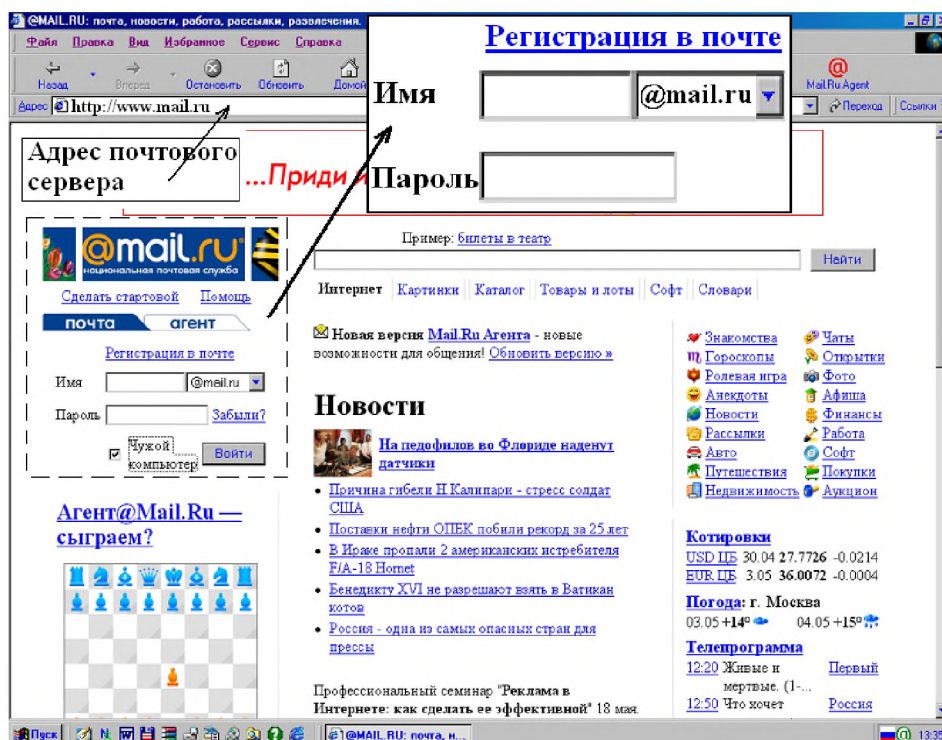 @MAIL.RU: почта, новости, работа, рассылки, развлечения.
Файл Правка Вид Избранное Сервис Справка
Назад Вперед Остановить Обновить Домой
Mail.Ru Agent
Адрес http://www.mail.ru
Переход Ссылки
Регистрация в почте
Имя @mail.ru
Пароль
Адрес почтового
сервера
...Приди и
@mail.ru
национальная почтовая служба
Сделать стартовой Помощь
почта агент
Регистрация в почте
Имя @mail.ru
Пароль Забыли?
Чужой
компьютер
Войти
Агент@Mail.Ru —
сыграем?
Пример: билеты в театр
Найти
Интернет Картинки Каталог Товары и лоты Софт Словари
Новая версия Mail.Ru Агента - новые
возможности для общения! Обновить версию »
Новости
На педофилов во Флориде наденут
датчики
• Причина гибели Н.Калипари - стресс солдат
США
• Поставки нефти ОПЕК побили рекорд за 25 лет
• В Ираке пропали 2 американских истребителя
F/A-18 Hornet
• Бенедикту XVI не разрешают взять в Ватикан
котов
• Россия - одна из самых опасных стран для
прессы
Профессиональный семинар "Реклама в
Интернете: как сделать ее эффективной" 18 мая.
Знакомства Чаты
Гороскопы Открытки
Ролевая игра Фото
Анекдоты Афиша
Новости Финансы
Рассылки Работа
Авто Софт
Путешествия Покупки
Недвижимость Аукцион
Котировки
USD ЦБ 30.04 27.7726 -0.0214
EUR ЦБ 3.05 36.0072 -0.0004
Погода: г. Москва
03.05 +14° 04.05 +15°
Телепрограмма
12:20 Живые и Первый
мертвые. (1-...
12:50 Что хочет Россия
Пуск
@MAIL.RU: почта, н...
13:35